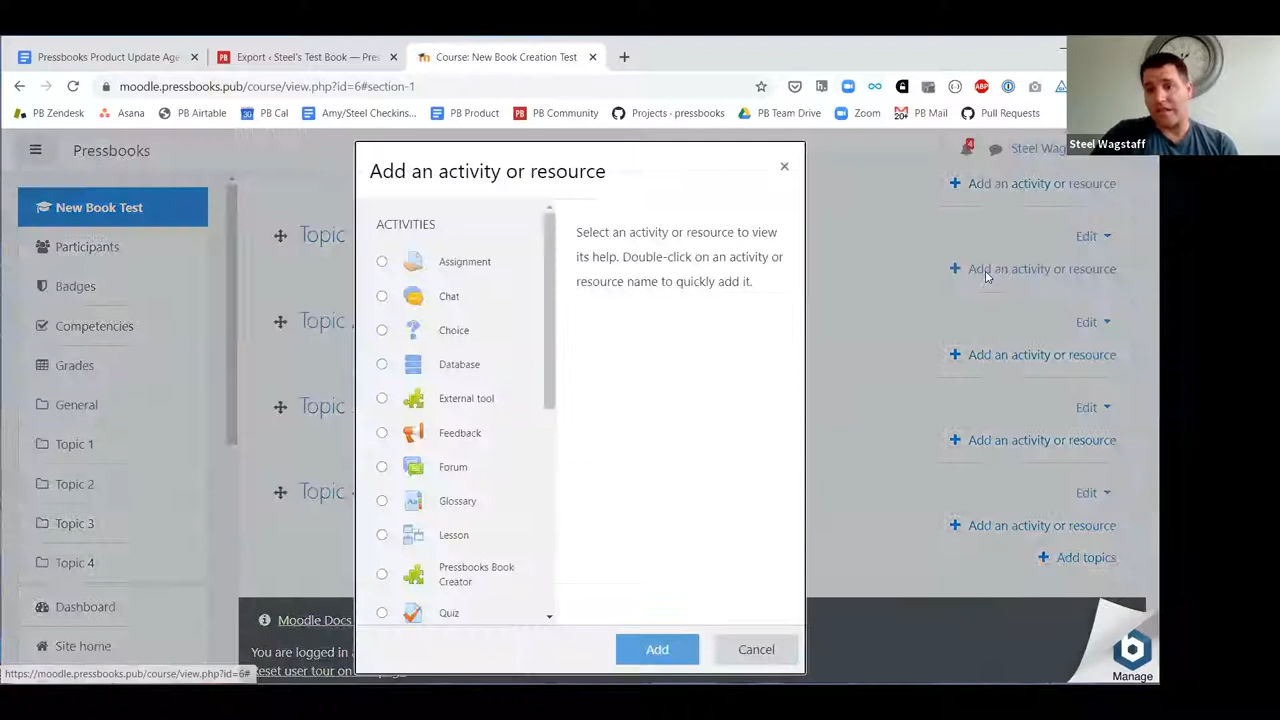 Pressbooks Product Update Age
Export ‹ Steel's Test Book — Pres
Course: New Book Creation Test
moodle.pressbooks.pub/course/view.php?id=6#section-1
PB Zendesk
Asana
PB Airtable
PB Cal
Amy/Steel Checkins...
PB Product
PB Community
Projects · pressbooks
PB Team Drive
Zoom
PB Mail
Pull Requests
Steel Wagstaff
Pressbooks
4
Steel Wag
New Book Test
Participants
Badges
Competencies
Grades
General
Topic 1
Topic 2
Topic 3
Topic 4
Dashboard
Site home
Topic
Topic
Topic
Topic
Add an activity or resource
ACTIVITIES
Assignment
Chat
Choice
Database
External tool
Feedback
Forum
Glossary
Lesson
Pressbooks Book
Creator
Quiz
Select an activity or resource to view
its help. Double-click on an activity or
resource name to quickly add it.
Add
Cancel
Add an activity or resource
Edit
Add an activity or resource
Edit
Add an activity or resource
Edit
Add an activity or resource
Edit
Add an activity or resource
Add topics
Moodle Docs
You are logged in
Reset user tour on
Manage
https://moodle.pressbooks.pub/course/view.php?id=6#